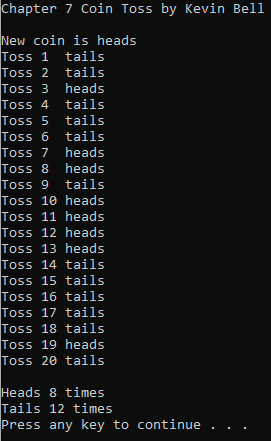 Chapter 7 Coin Toss by Kevin Bell
New coin is heads
Toss 1  tails
Toss 2  tails
Toss 3  heads
Toss 4  tails
Toss 5  tails
Toss 6  tails
Toss 7  heads
Toss 8  heads
Toss 9  tails
Toss 10 heads
Toss 11 heads
Toss 12 heads
Toss 13 heads
Toss 14 tails
Toss 15 tails
Toss 16 tails
Toss 17 tails
Toss 18 tails
Toss 19 heads
Toss 20 tails
Heads 8 times
Tails 12 times
Press any key to continue . . .